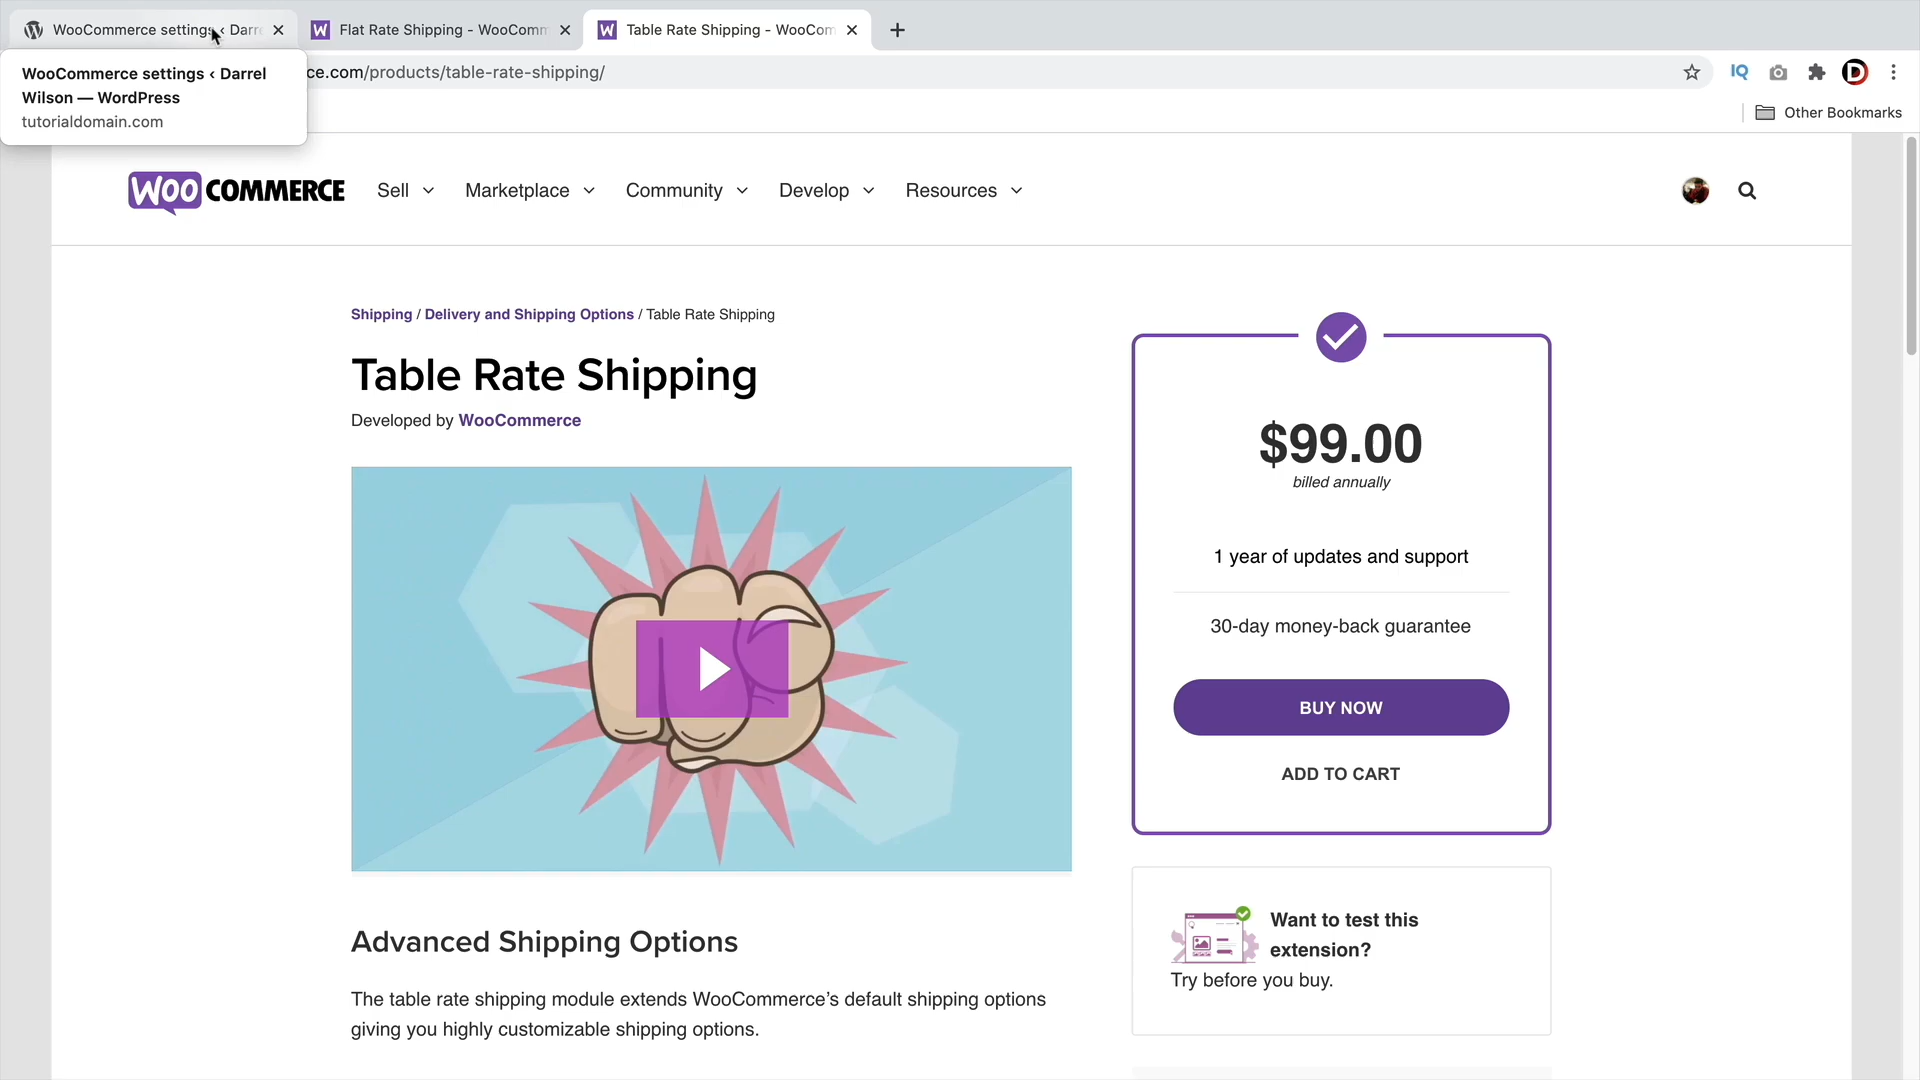 WooCommerce settings ‹ Darre
Flat Rate Shipping - WooComm
Table Rate Shipping - WooCom
WooCommerce settings ‹ Darrel
Wilson — WordPress
tutorialdomain.com
ce.com/products/table-rate-shipping/
IQ
D
Other Bookmarks
WOO COMMERCE
Sell
Marketplace
Community
Develop
Resources
Shipping / Delivery and Shipping Options / Table Rate Shipping
Table Rate Shipping
Developed by WooCommerce
$99.00
billed annually
1 year of updates and support
30-day money-back guarantee
BUY NOW
ADD TO CART
Want to test this
extension?
Try before you buy.
Advanced Shipping Options
The table rate shipping module extends WooCommerce’s default shipping options
giving you highly customizable shipping options.